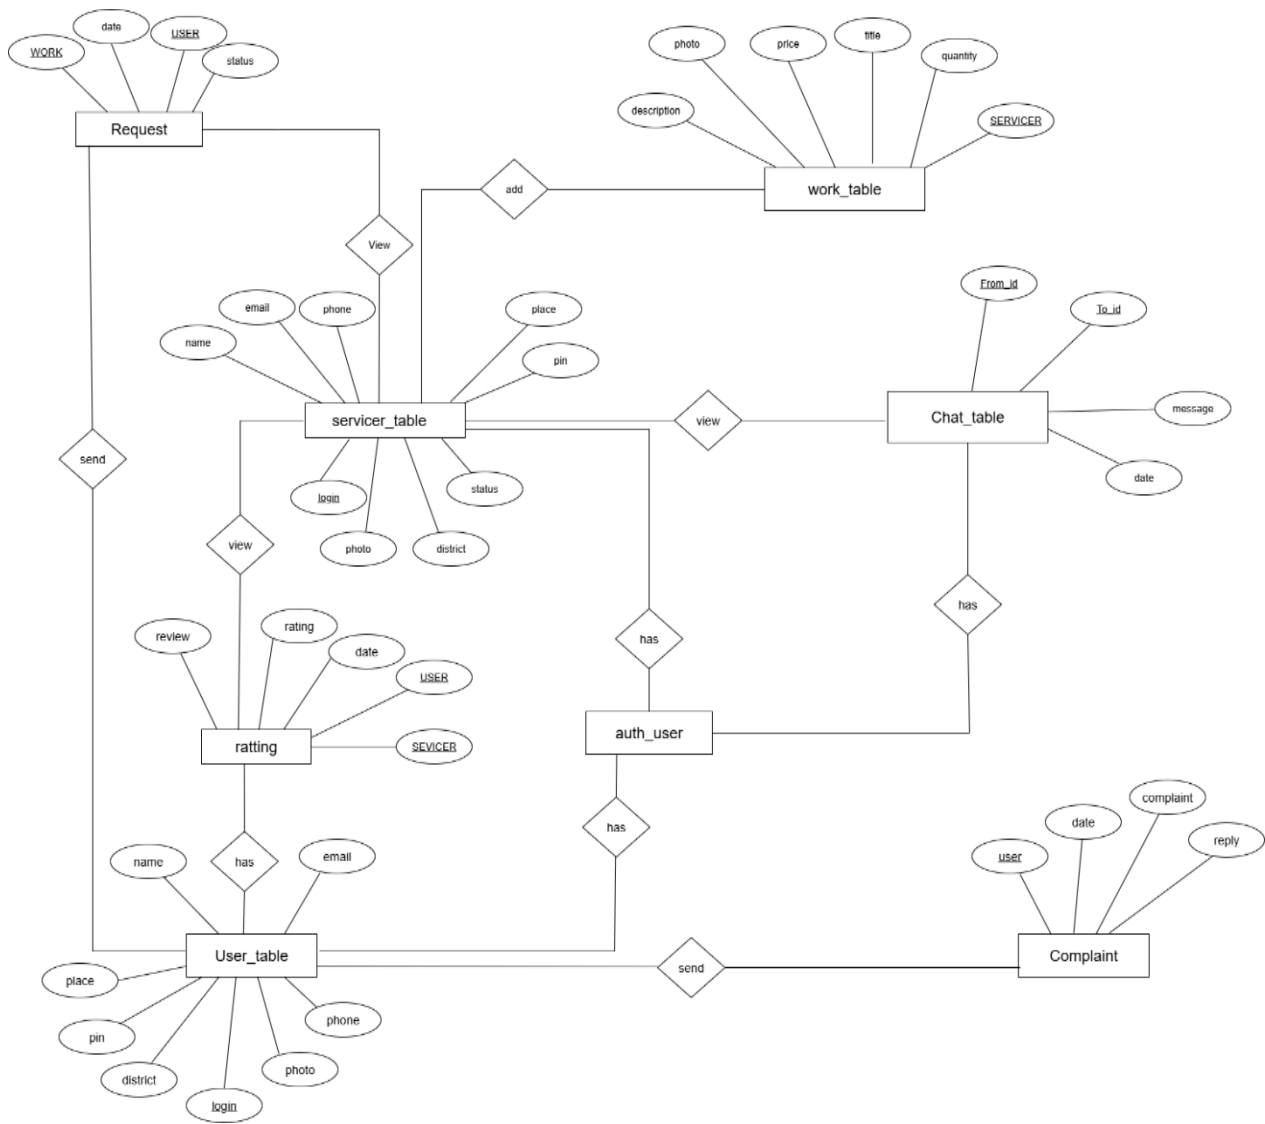 date
USER
WORK
status
Request
title
photo
price
quantity
description
SERVICER
work_table
add
View
From_id
To_id
email
phone
place
name
pin
message
Chat_table
servicer_table
view
send
date
status
login
photo
district
view
has
rating
review
date
has
USER
auth_user
ratting
SEVICER
complaint
date
has
reply
name
has
email
user
User_table
Complaint
send
place
phone
pin
photo
district
login